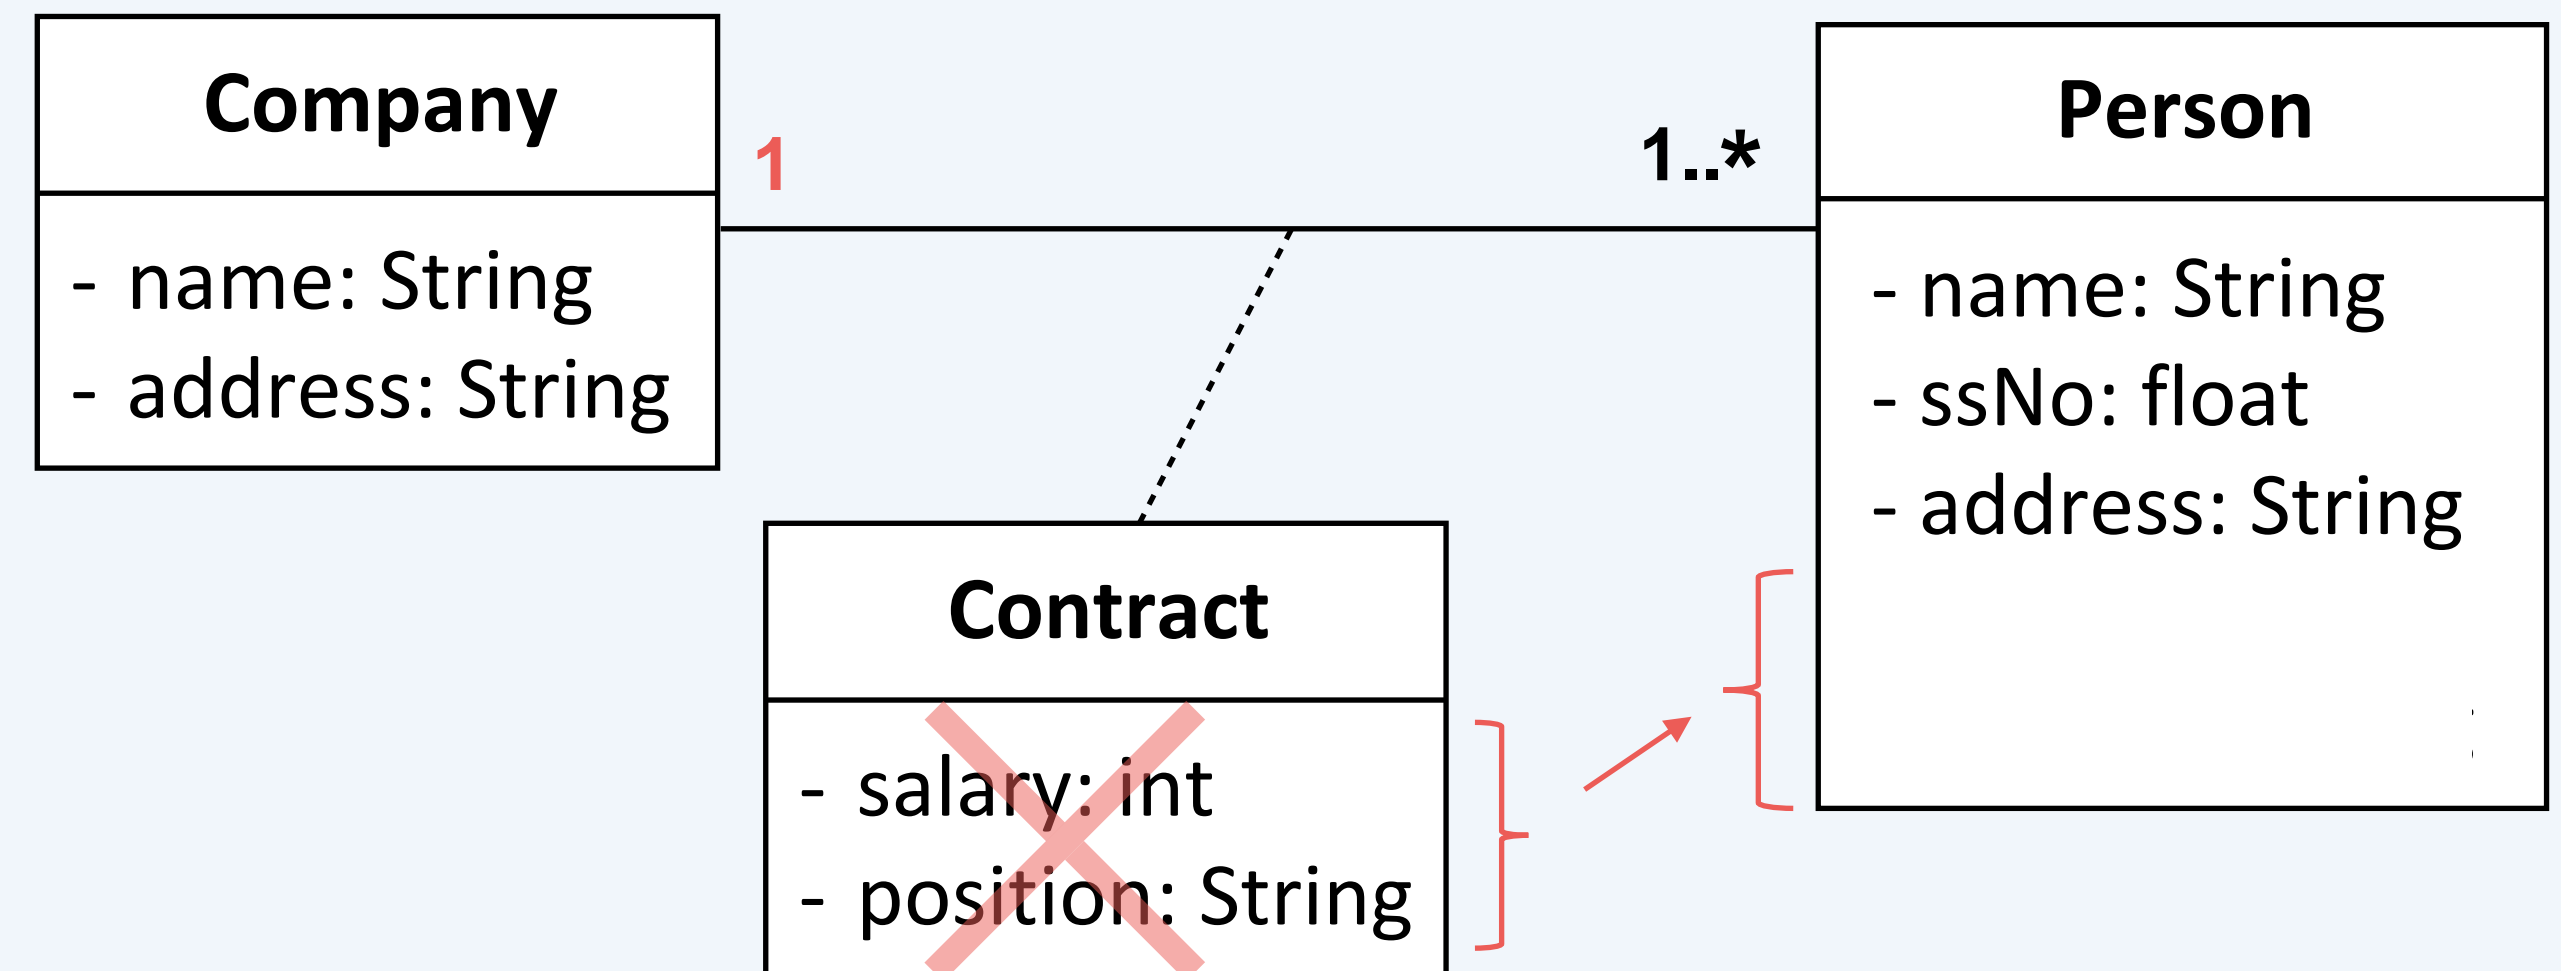 Company
- name: String
- address: String
1
1..*
Person
- name: String
- ssNo: float
- address: String
Contract
- salary: int
- position: String